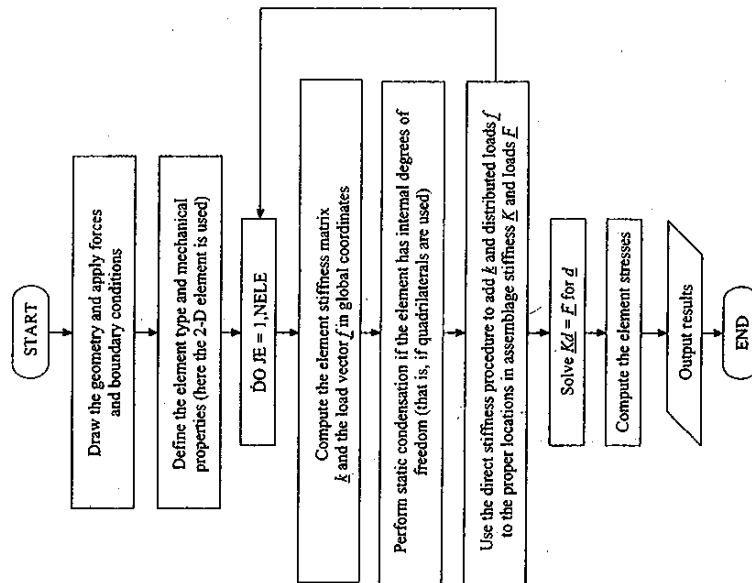 START
Draw the geometry and apply forces
and boundary conditions
Define the element type and mechanical
properties (here the 2-D element is used)
DO JE = 1,NELE
Compute the element stiffness matrix
k and the load vector f in global coordinates
Perform static condensation if the element has internal degrees of
freedom (that is, if quadrilaterals are used)
Use the direct stiffness procedure to add k and distributed loads f
to the proper locations in assemblage stiffness K and loads F
Solve Kd = F for d
Compute the element stresses
Output results
END